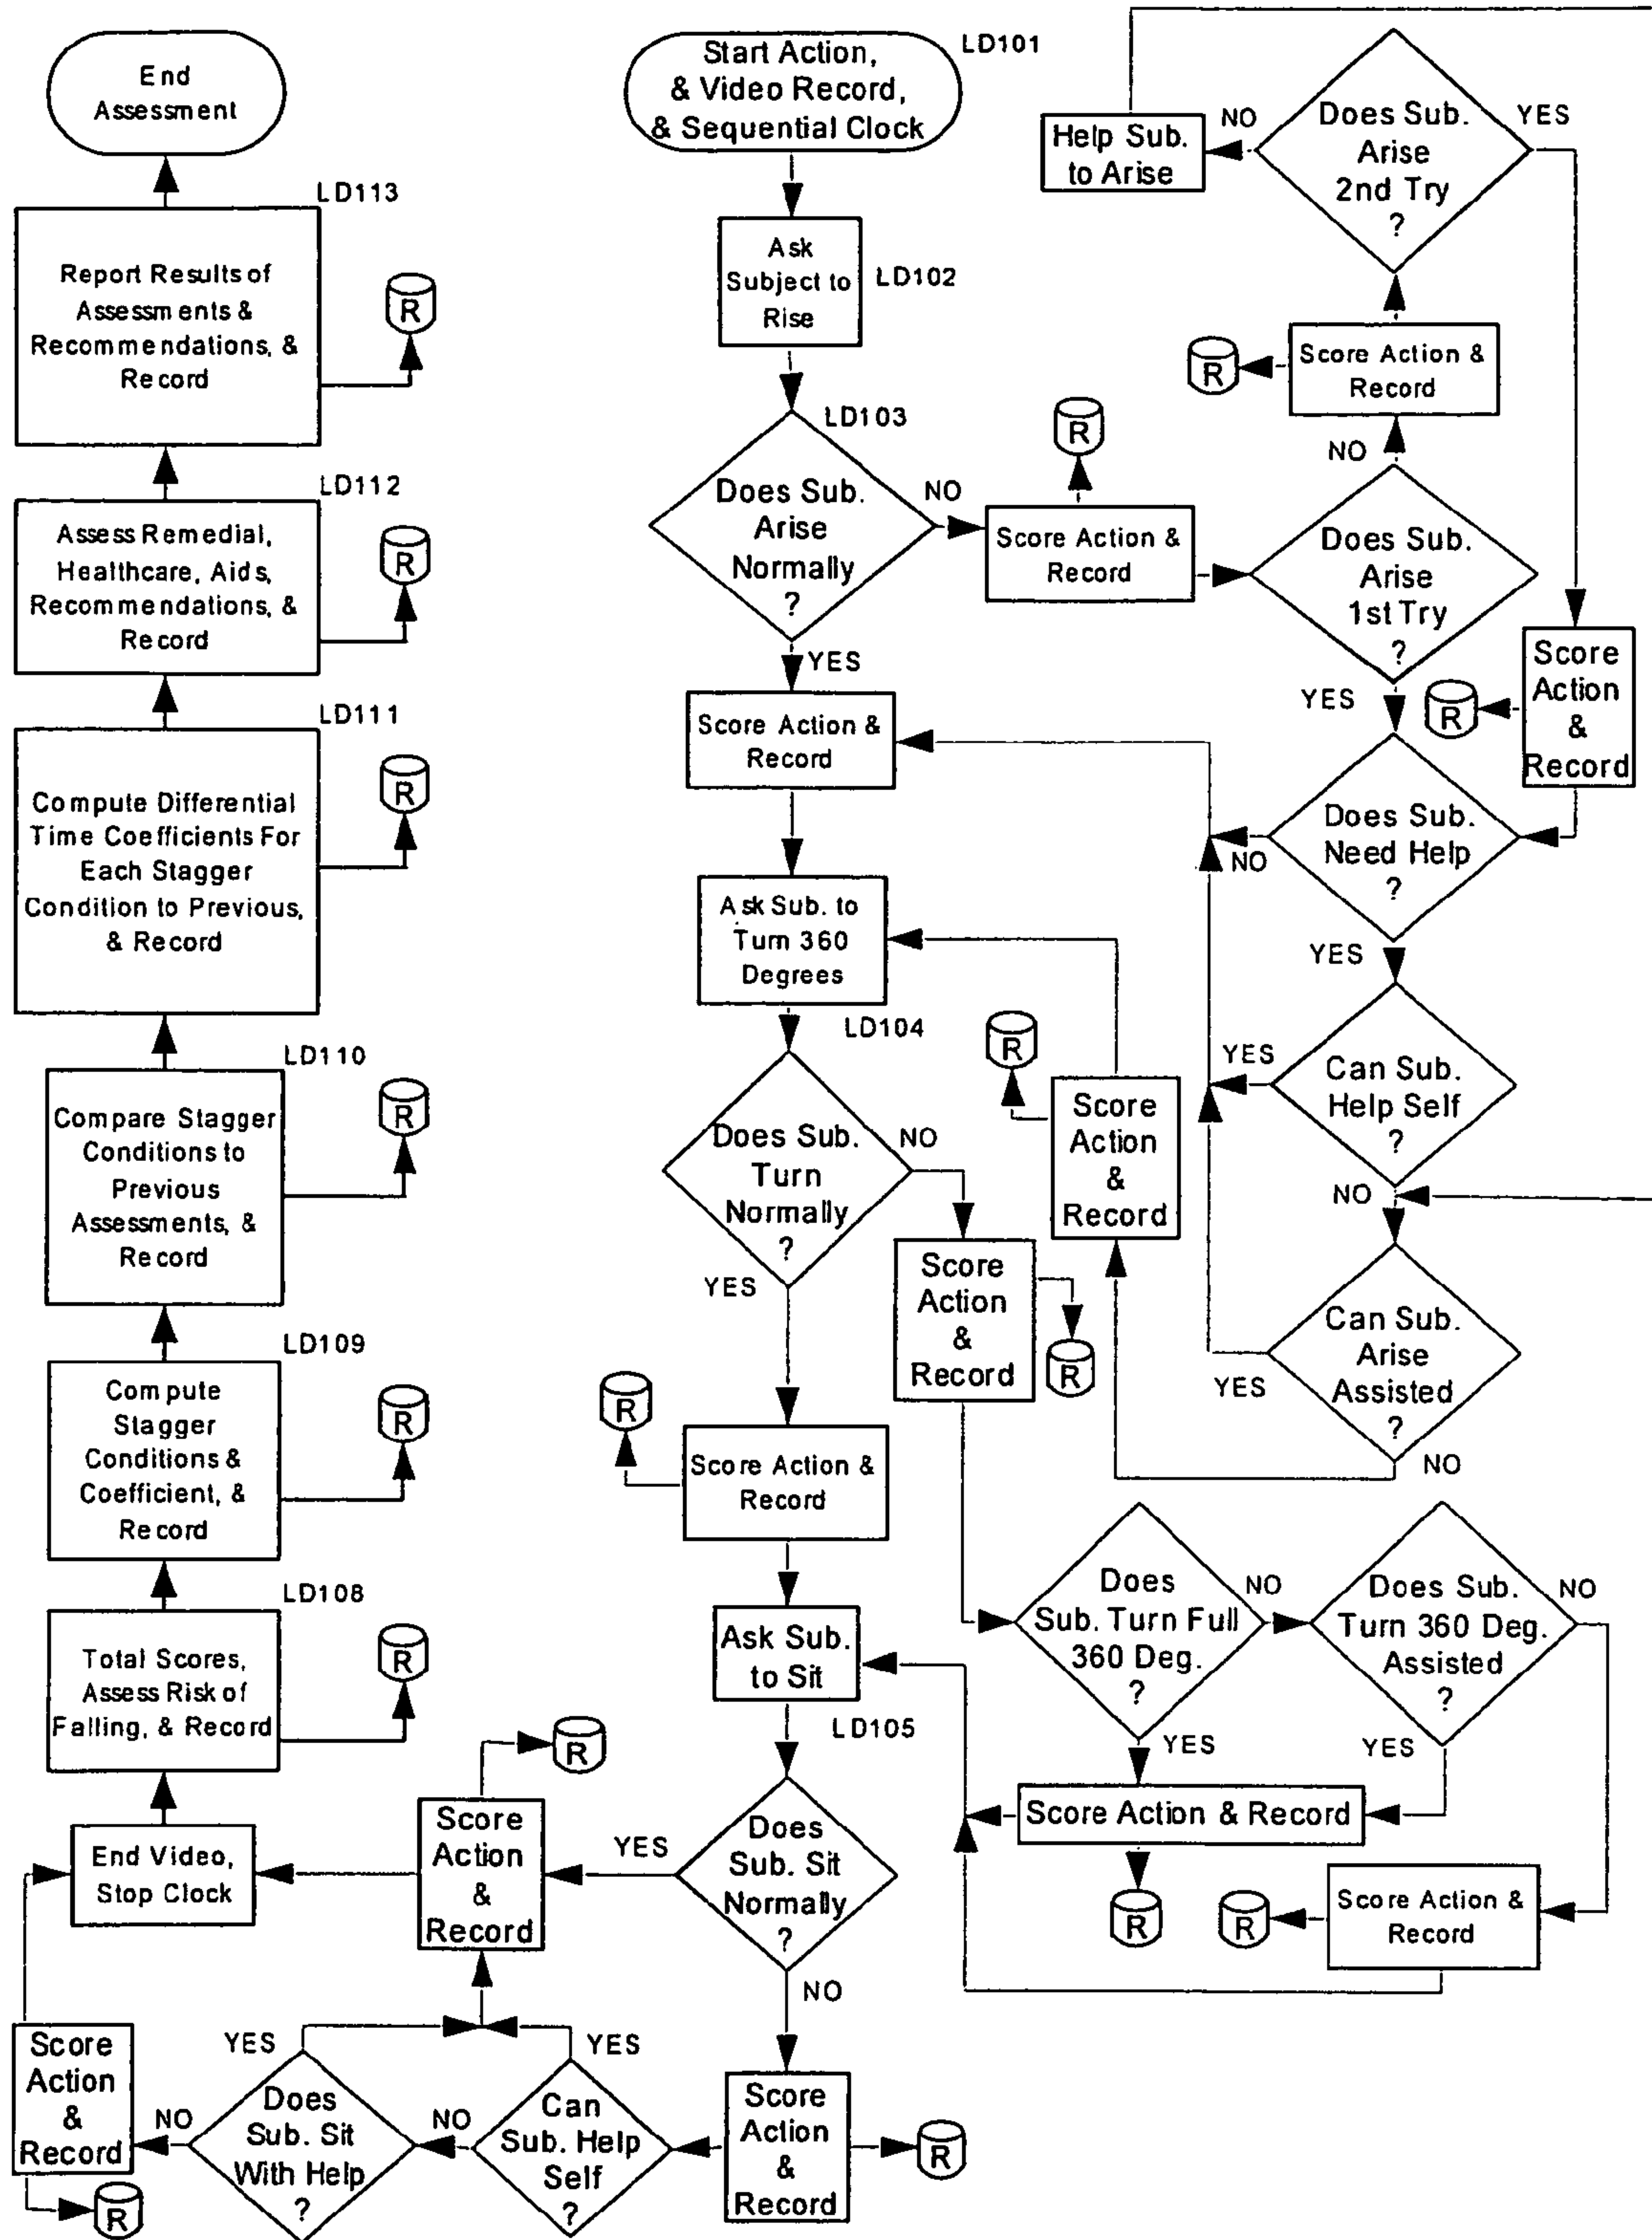 End
Assessment
LD113
Report Results of
Assessments &
Recommendations, &
Record
R
LD112
Assess Remedial,
Healthcare, Aids,
Recommendations, &
Record
R
LD111
Compute Differential
Time Coefficients For
Each Stagger
Condition to Previous,
& Record
R
LD110
Compare Stagger
Conditions to
Previous
Assessments, &
Record
R
LD109
Compute
Stagger
Conditions &
Coefficient, &
Record
R
LD108
Total Scores,
Assess Risk of
Falling, & Record
R
End Video,
Stop Clock
Score
Action
&
Record
R
Start Action,
& Video Record,
& Sequential Clock
LD101
Ask
Subject to
Rise
LD102
LD103
Does Sub.
Arise
Normally
?
NO
YES
Score Action &
Record
R
Score Action &
Record
Ask Sub. to
Turn 360
Degrees
LD104
Does Sub.
Turn
Normally
?
NO
YES
Score
Action
&
Record
R
R
Score Action &
Record
Ask Sub.
to Sit
LD105
Does
Sub. Sit
Normally
?
YES
NO
Score
Action
&
Record
R
Score
Action
&
Record
R
Can
Sub. Help
Self
?
YES
NO
Does
Sub. Sit
With Help
?
YES
NO
Help Sub.
to Arise
NO
Does Sub.
Arise
2nd Try
?
YES
Score Action &
Record
R
NO
Does Sub.
Arise
1st Try
?
YES
Score
Action
&
Record
R
Does Sub.
Need Help
?
NO
YES
Can Sub.
Help Self
?
YES
NO
Can Sub.
Arise
Assisted
?
YES
NO
Score
Action
&
Record
R
Does
Sub. Turn Full
360 Deg.
?
NO
YES
Does Sub.
Turn 360 Deg.
Assisted
?
NO
YES
Score Action & Record
R
Score Action &
Record
R